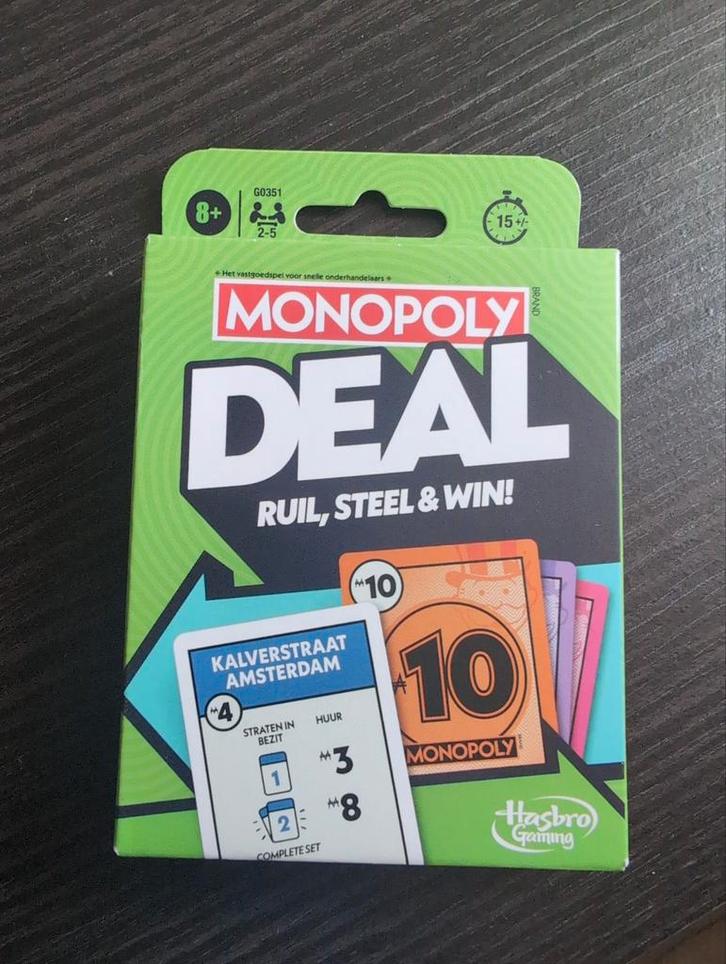 8+
G0351
2-5
15 +/-
Het vastgoedspel voor snelle onderhandelaars
MONOPOLY
BRAND
DEAL
RUIL, STEEL & WIN!
10
10
MONOPOLY
KALVERSTRAAT
AMSTERDAM
4
STRATEN IN
BEZIT
HUUR
1
3
2
8
COMPLETE SET
Hasbro
Gaming